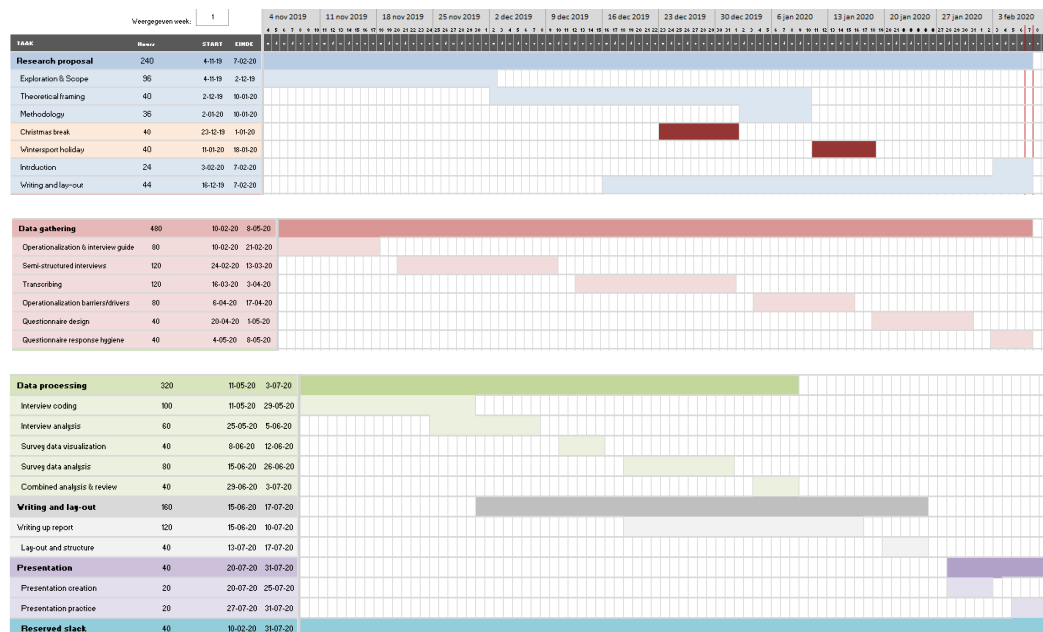 Weergegeven week: 1
4 nov 2019 11 nov 2019 18 nov 2019 25 nov 2019 2 dec 2019 9 dec 2019 16 dec 2019 23 dec 2019 30 dec 2019 6 jan 2020 13 jan 2020 20 jan 2020 27 jan 2020 3 feb 2020
TAAK Hours START EINDE
Research proposal 240 4-11-19 7-02-20
Exploration & Scope 96 4-11-19 2-12-19
Theoretical framing 40 2-12-19 10-01-20
Methodology 36 2-01-20 10-01-20
Christmas break 40 23-12-19 1-01-20
Wintersport holiday 40 11-01-20 18-01-20
Intrduction 24 3-02-20 7-02-20
Writing and lay-out 44 16-12-19 7-02-20
Data gathering 480 10-02-20 8-05-20
Operationalization & interview guide 80 10-02-20 21-02-20
Semi-structured interviews 120 24-02-20 13-03-20
Transcribing 120 16-03-20 3-04-20
Operationalization barriers/drivers 80 6-04-20 17-04-20
Questionnaire design 40 20-04-20 1-05-20
Questionnaire response hygiene 40 4-05-20 8-05-20
Data processing 320 11-05-20 3-07-20
Interview coding 100 11-05-20 29-05-20
Interview analysis 60 25-05-20 5-06-20
Survey data visualization 40 8-06-20 12-06-20
Survey data analysis 80 15-06-20 26-06-20
Combined analysis & review 40 29-06-20 3-07-20
Writing and lay-out 160 15-06-20 17-07-20
Writing up report 120 15-06-20 10-07-20
Lay-out and structure 40 13-07-20 17-07-20
Presentation 40 20-07-20 31-07-20
Presentation creation 20 20-07-20 25-07-20
Presentation practice 20 27-07-20 31-07-20
Reserved slack 40 10-02-20 31-07-20